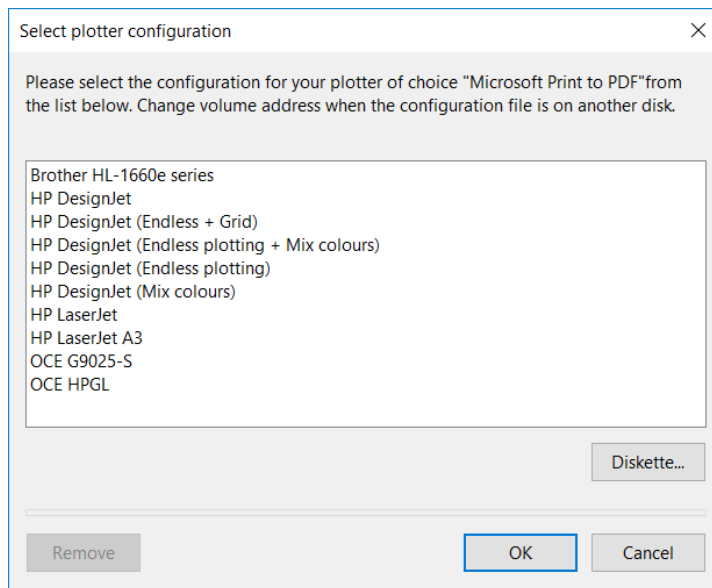 Select plotter configuration
Please select the configuration for your plotter of choice "Microsoft Print to PDF"from
the list below. Change volume address when the configuration file is on another disk.
Brother HL-1660e series
HP DesignJet
HP DesignJet (Endless + Grid)
HP DesignJet (Endless plotting + Mix colours)
HP DesignJet (Endless plotting)
HP DesignJet (Mix colours)
HP LaserJet
HP LaserJet A3
OCE G9025-S
OCE HPGL
Diskette...
Remove
OK
Cancel